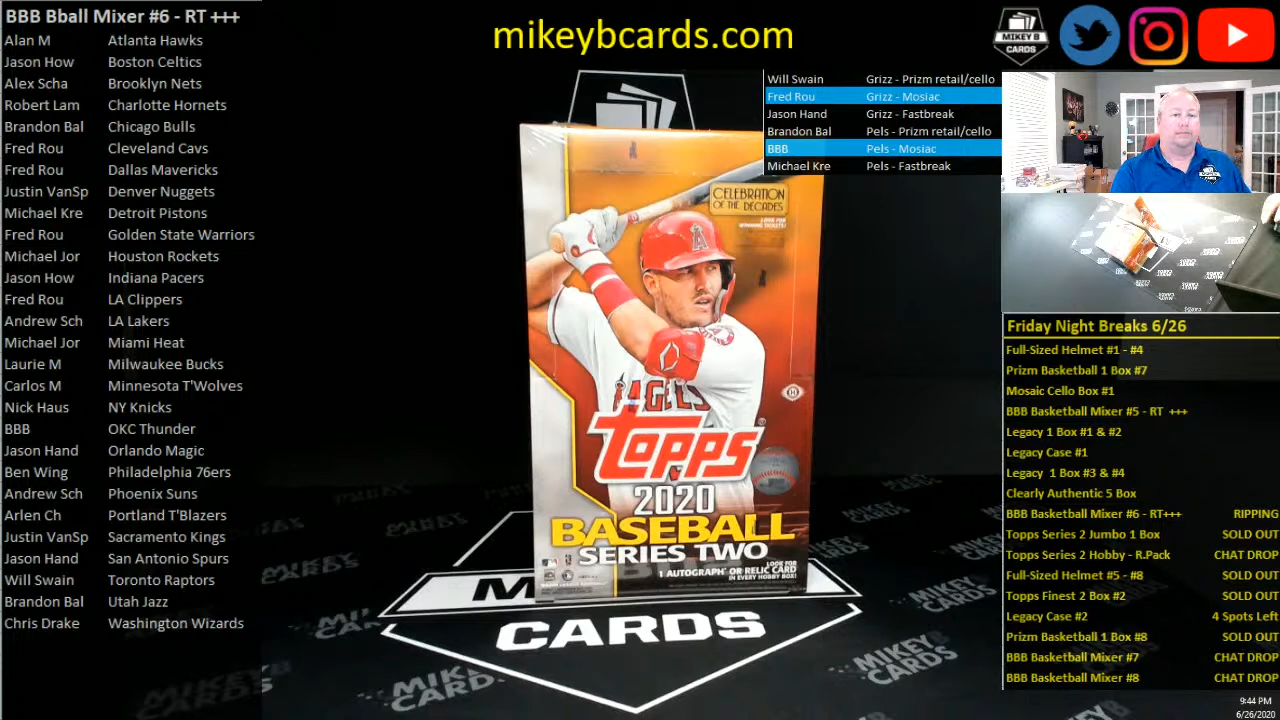 BBB Bball Mixer #6 - RT +++
Alan M Atlanta Hawks
Jason How Boston Celtics
Alex Scha Brooklyn Nets
Robert Lam Charlotte Hornets
Brandon Bal Chicago Bulls
Fred Rou Cleveland Cavs
Fred Rou Dallas Mavericks
Justin VanSp Denver Nuggets
Michael Kre Detroit Pistons
Fred Rou Golden State Warriors
Michael Jor Houston Rockets
Jason How Indiana Pacers
Fred Rou LA Clippers
Andrew Sch LA Lakers
Michael Jor Miami Heat
Laurie M Milwaukee Bucks
Carlos M Minnesota T'Wolves
Nick Haus NY Knicks
BBB OKC Thunder
Jason Hand Orlando Magic
Ben Wing Philadelphia 76ers
Andrew Sch Phoenix Suns
Arlen Ch Portland T'Blazers
Justin VanSp Sacramento Kings
Jason Hand San Antonio Spurs
Will Swain Toronto Raptors
Brandon Bal Utah Jazz
Chris Drake Washington Wizards
mikeybcards.com
MIKEY B
CARDS
Will Swain Grizz - Prizm retail/cello
Fred Rou Grizz - Mosiac
Jason Hand Grizz - Fastbreak
Brandon Bal Pels - Prizm retail/cello
BBB Pels - Mosiac
Michael Kre Pels - Fastbreak
CELEBRATION
OF THE DECADES
LOOK FOR
WINNING TICKETS!
A
ANGELS
topps
2020
BASEBALL
SERIES TWO
LOOK FOR
1 AUTOGRAPH OR RELIC CARD
IN EVERY HOBBY BOX!
M
CARDS
MIKEY B
CARDS
MIKEY B
CARDS
Friday Night Breaks 6/26
Full-Sized Helmet #1 - #4
Prizm Basketball 1 Box #7
Mosaic Cello Box #1
BBB Basketball Mixer #5 - RT +++
Legacy 1 Box #1 & #2
Legacy Case #1
Legacy 1 Box #3 & #4
Clearly Authentic 5 Box
BBB Basketball Mixer #6 - RT+++ RIPPING
Topps Series 2 Jumbo 1 Box SOLD OUT
Topps Series 2 Hobby - R.Pack CHAT DROP
Full-Sized Helmet #5 - #8 SOLD OUT
Topps Finest 2 Box #2 SOLD OUT
Legacy Case #2 4 Spots Left
Prizm Basketball 1 Box #8 SOLD OUT
BBB Basketball Mixer #7 CHAT DROP
BBB Basketball Mixer #8 CHAT DROP
9:44 PM
6/26/2020